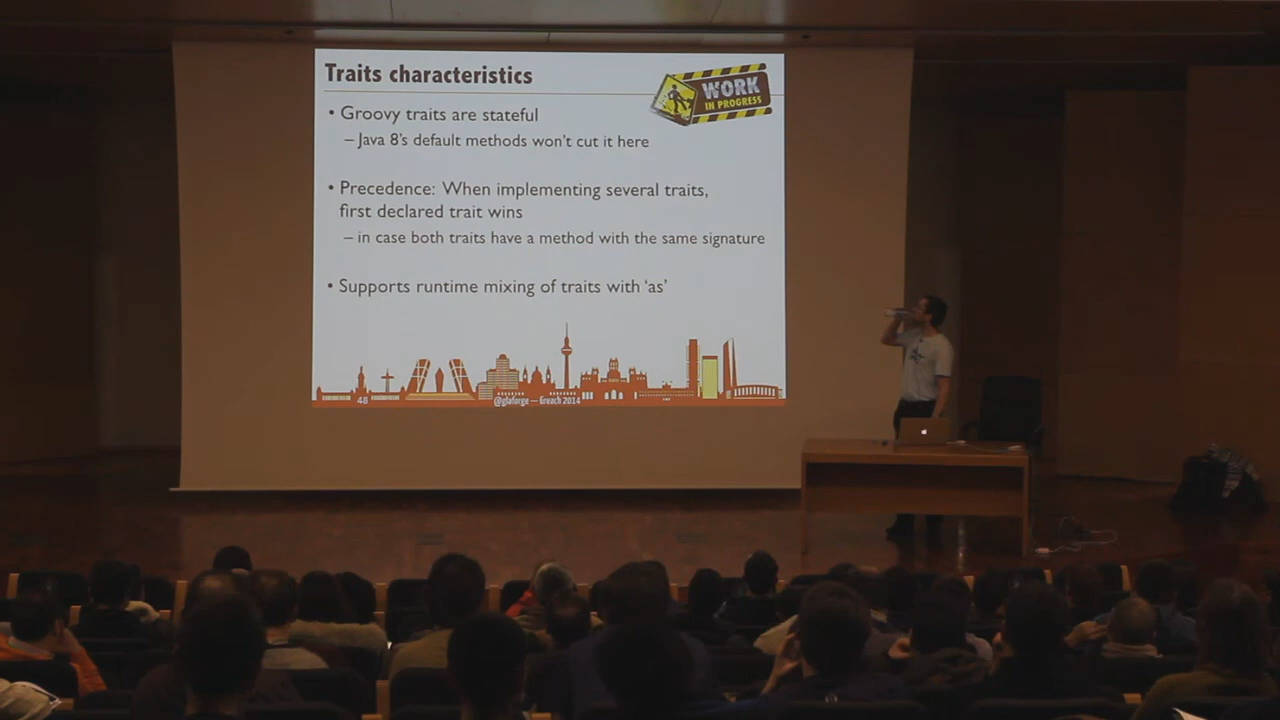 Traits characteristics
WORK
IN PROGRESS
• Groovy traits are stateful
– Java 8's default methods won't cut it here
• Precedence: When implementing several traits,
first declared trait wins
– in case both traits have a method with the same signature
• Supports runtime mixing of traits with ‘as’
48
@glaforge — Greach 2014